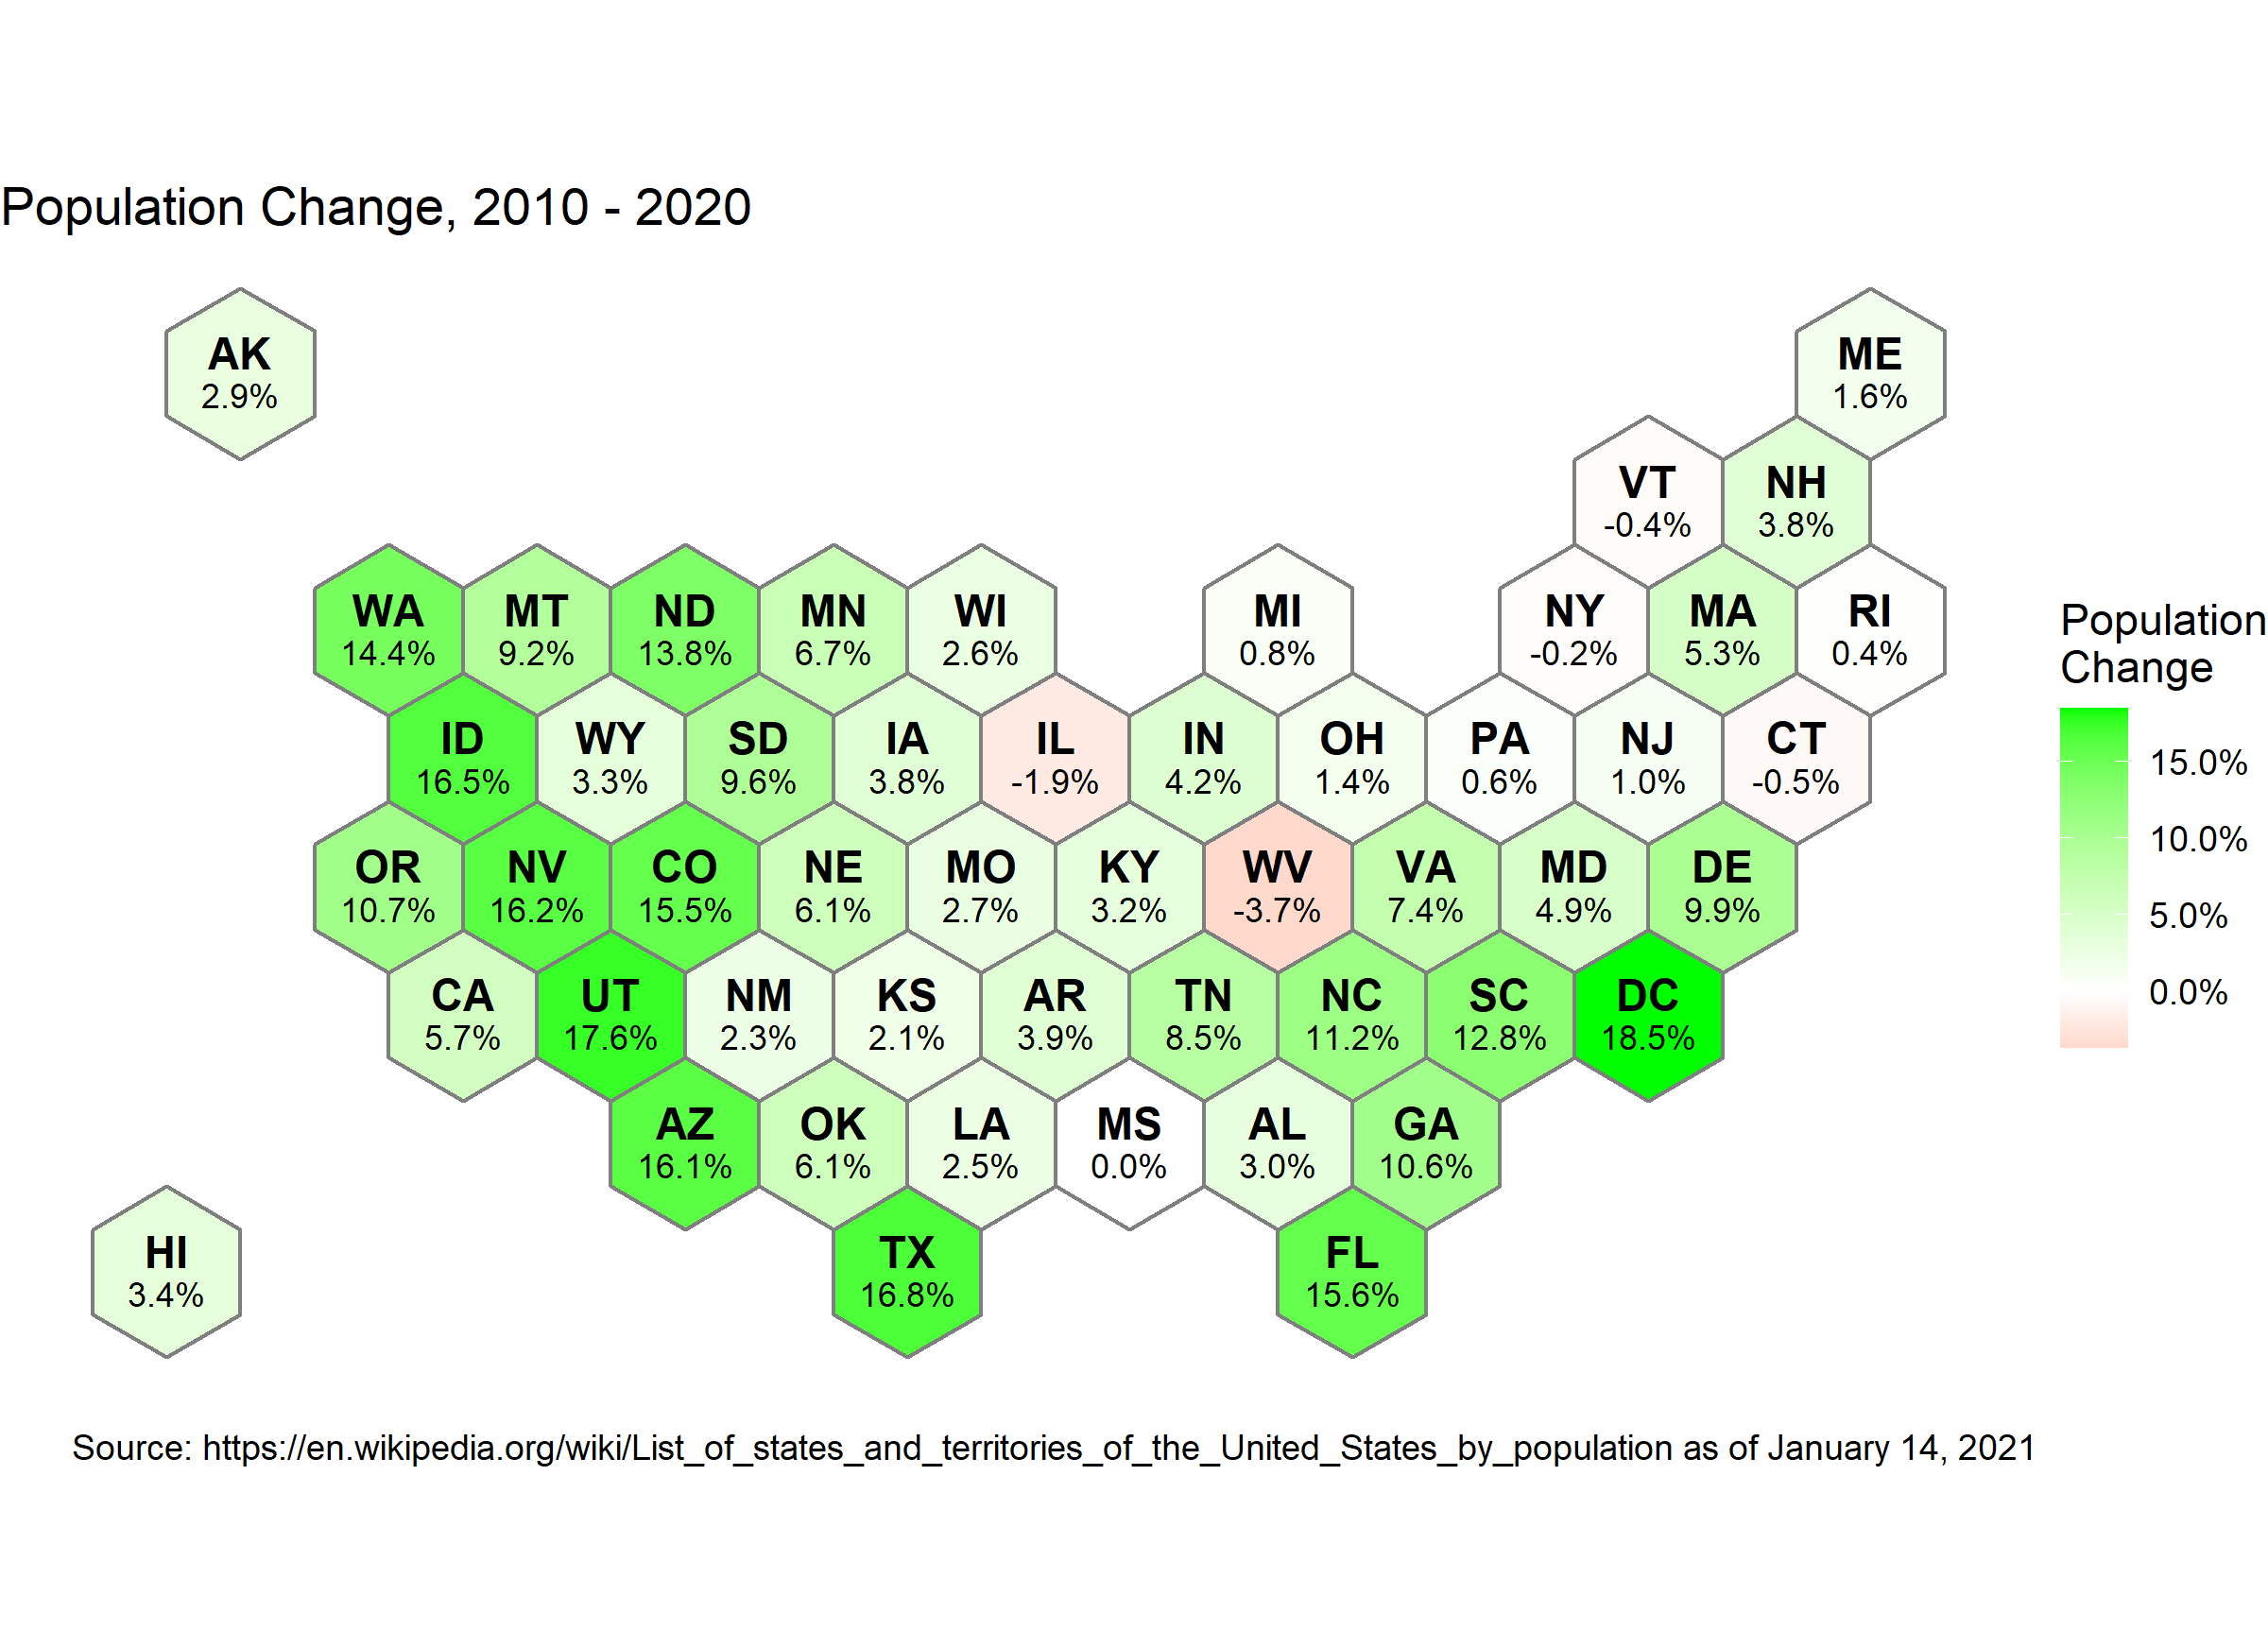 Population Change, 2010 - 2020
AK
2.9%
ME
1.6%
VT
-0.4%
NH
3.8%
WA
14.4%
MT
9.2%
ND
13.8%
MN
6.7%
WI
2.6%
MI
0.8%
NY
-0.2%
MA
5.3%
RI
0.4%
ID
16.5%
WY
3.3%
SD
9.6%
IA
3.8%
IL
-1.9%
IN
4.2%
OH
1.4%
PA
0.6%
NJ
1.0%
CT
-0.5%
OR
10.7%
NV
16.2%
CO
15.5%
NE
6.1%
MO
2.7%
KY
3.2%
WV
-3.7%
VA
7.4%
MD
4.9%
DE
9.9%
CA
5.7%
UT
17.6%
NM
2.3%
KS
2.1%
AR
3.9%
TN
8.5%
NC
11.2%
SC
12.8%
DC
18.5%
AZ
16.1%
OK
6.1%
LA
2.5%
MS
0.0%
AL
3.0%
GA
10.6%
HI
3.4%
TX
16.8%
FL
15.6%
Population
Change
15.0%
10.0%
5.0%
0.0%
Source: https://en.wikipedia.org/wiki/List_of_states_and_territories_of_the_United_States_by_population as of January 14, 2021